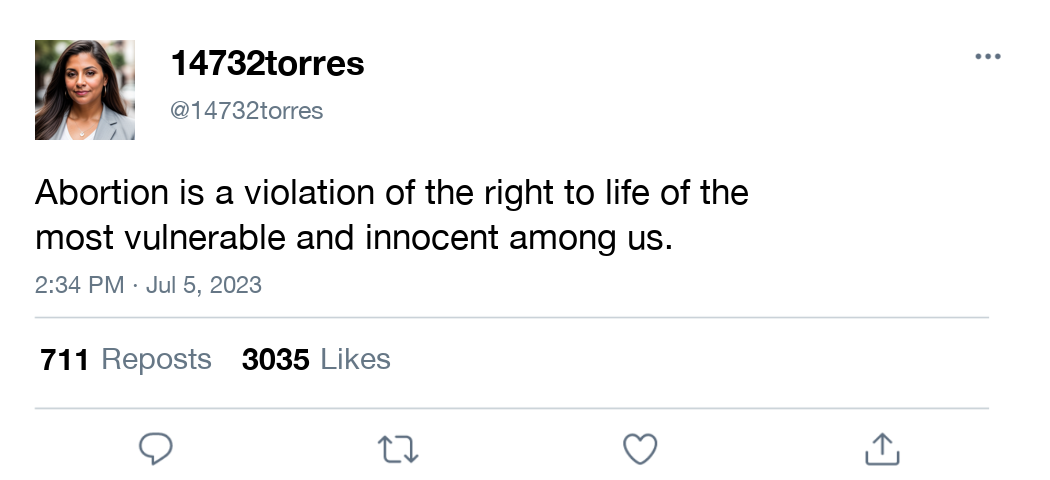 14732torres
@14732torres
Abortion is a violation of the right to life of the
most vulnerable and innocent among us.
2:34 PM · Jul 5, 2023
711 Reposts 3035 Likes